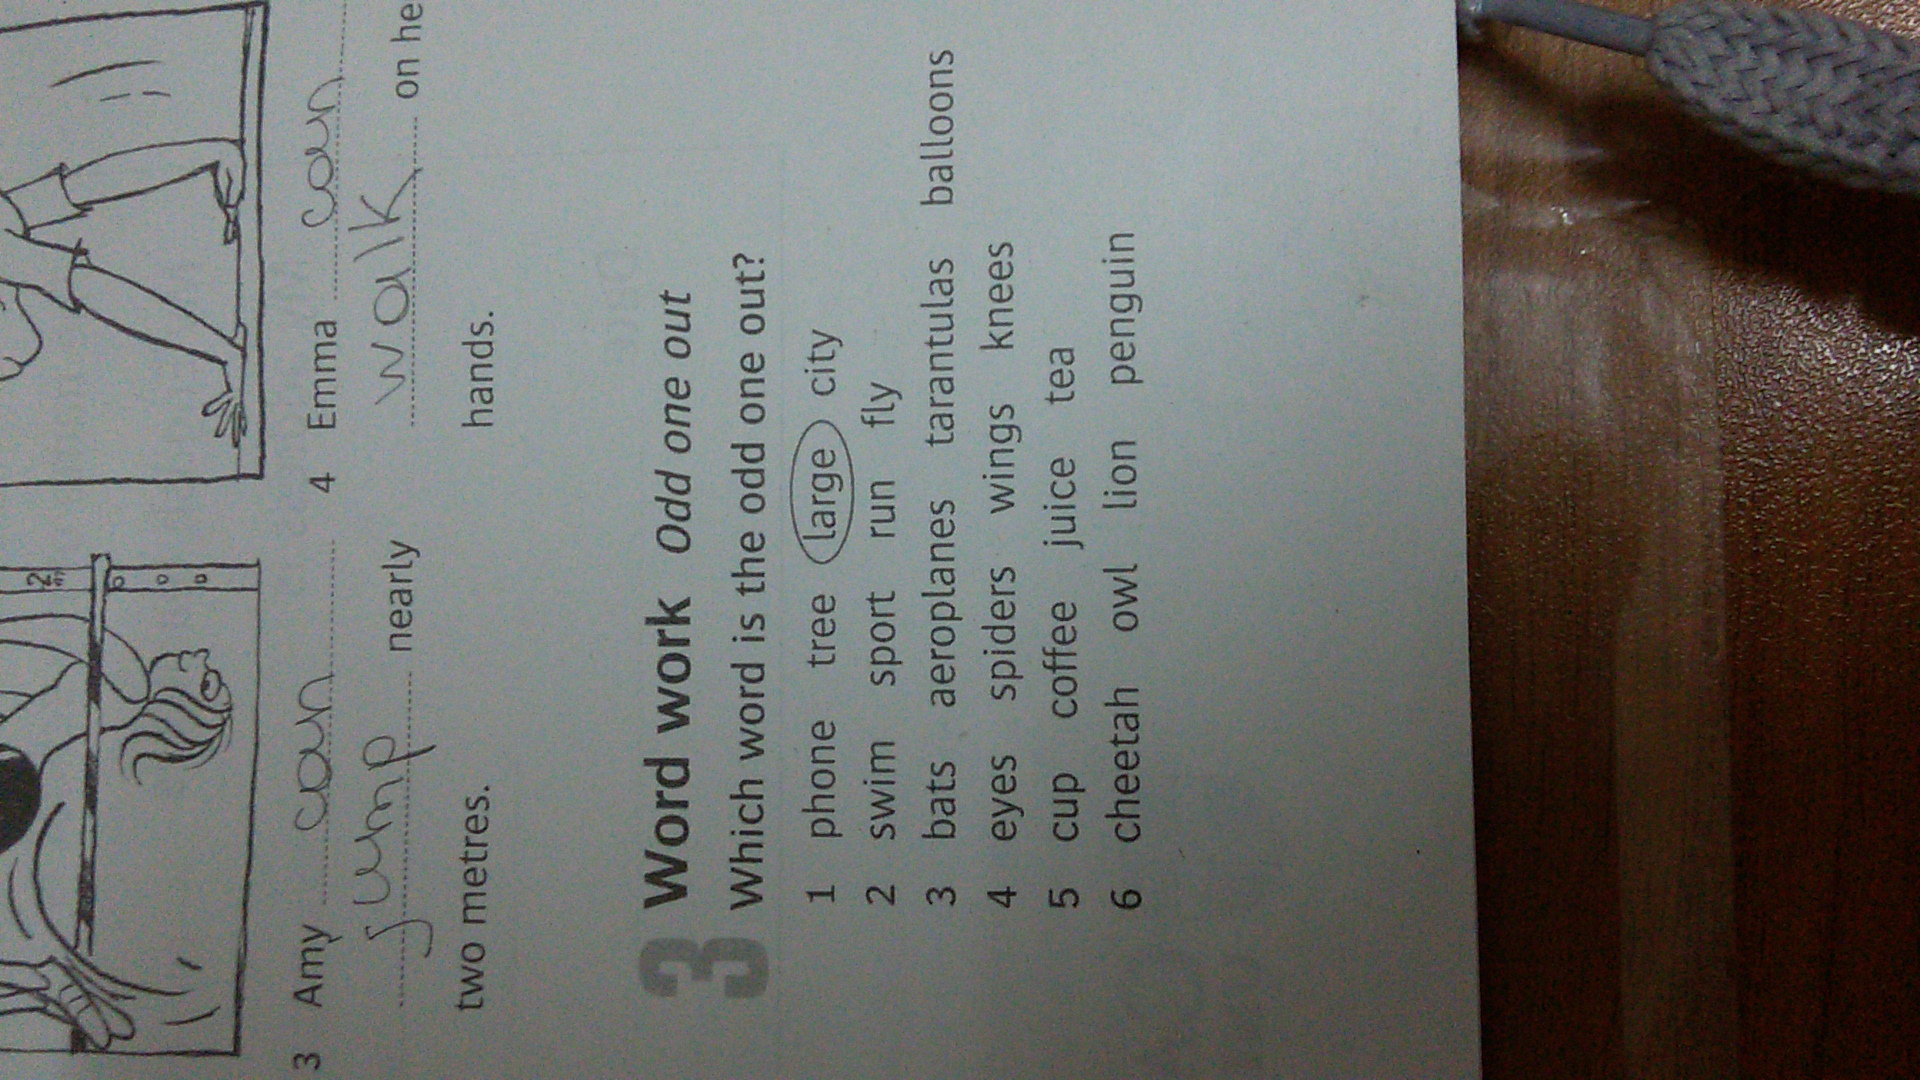 3 Amy can
jump nearly
two metres.
4 Emma can
walk on he
hands.
3 Word work Odd one out
Which word is the odd one out?
1 phone tree large city
2 swim sport run fly
3 bats aeroplanes tarantulas balloons
4 eyes spiders wings knees
5 cup coffee juice tea
6 cheetah owl lion penguin